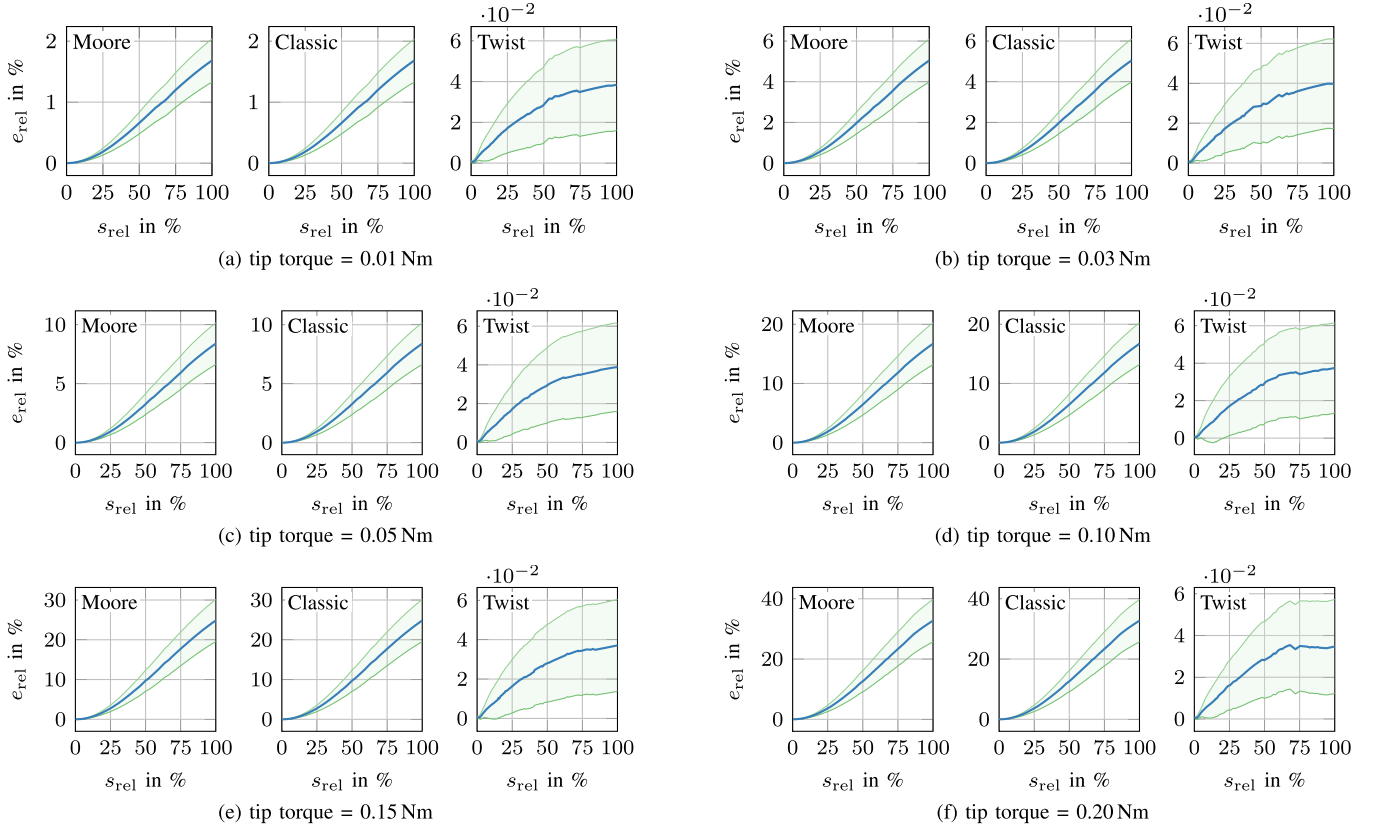 ·10−2
·10−2
Moore
Classic
Twist
Moore
Classic
Twist
e_rel in %
0 1 2
0 1 2
0 2 4 6
e_rel in %
0 2 4 6
0 2 4 6
0 2 4 6
0 25 50 75 100
0 25 50 75 100
0 25 50 75 100
0 25 50 75 100
0 25 50 75 100
0 25 50 75 100
s_rel in %
s_rel in %
s_rel in %
s_rel in %
s_rel in %
s_rel in %
(a) tip torque = 0.01 Nm
(b) tip torque = 0.03 Nm
·10−2
·10−2
Moore
Classic
Twist
Moore
Classic
Twist
e_rel in %
0 5 10
0 5 10
0 2 4 6
e_rel in %
0 10 20
0 10 20
0 2 4 6
0 25 50 75 100
0 25 50 75 100
0 25 50 75 100
0 25 50 75 100
0 25 50 75 100
0 25 50 75 100
s_rel in %
s_rel in %
s_rel in %
s_rel in %
s_rel in %
s_rel in %
(c) tip torque = 0.05 Nm
(d) tip torque = 0.10 Nm
·10−2
·10−2
Moore
Classic
Twist
Moore
Classic
Twist
e_rel in %
0 10 20 30
0 10 20 30
0 2 4 6
e_rel in %
0 20 40
0 20 40
0 2 4 6
0 25 50 75 100
0 25 50 75 100
0 25 50 75 100
0 25 50 75 100
0 25 50 75 100
0 25 50 75 100
s_rel in %
s_rel in %
s_rel in %
s_rel in %
s_rel in %
s_rel in %
(e) tip torque = 0.15 Nm
(f) tip torque = 0.20 Nm